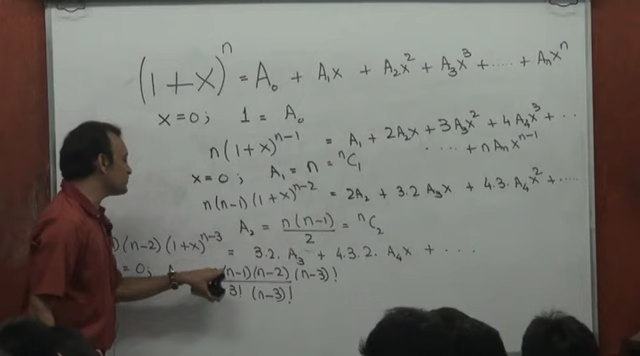 (1+x)^n = A₀ + A₁x + A₂x² + A₃x³ + ..... + Aₙxⁿ
x=0; 1 = A₀
n(1+x)^{n-1} = A₁ + 2A₂x + 3A₃x² + 4A₄x³ + ..
..... + nAₙx^{n-1}
x=0; A₁ = n = ⁿC₁
n(n-1)(1+x)^{n-2} = 2A₂ + 3.2 A₃x + 4.3. A₄x² + .....
A₂ = n(n-1)/2 = ⁿC₂
)(n-2)(1+x)^{n-3} = 3.2. A₃ + 4.3.2. A₄x + . . .
=0; (n-1)(n-2)(n-3)!
3! (n-3)!